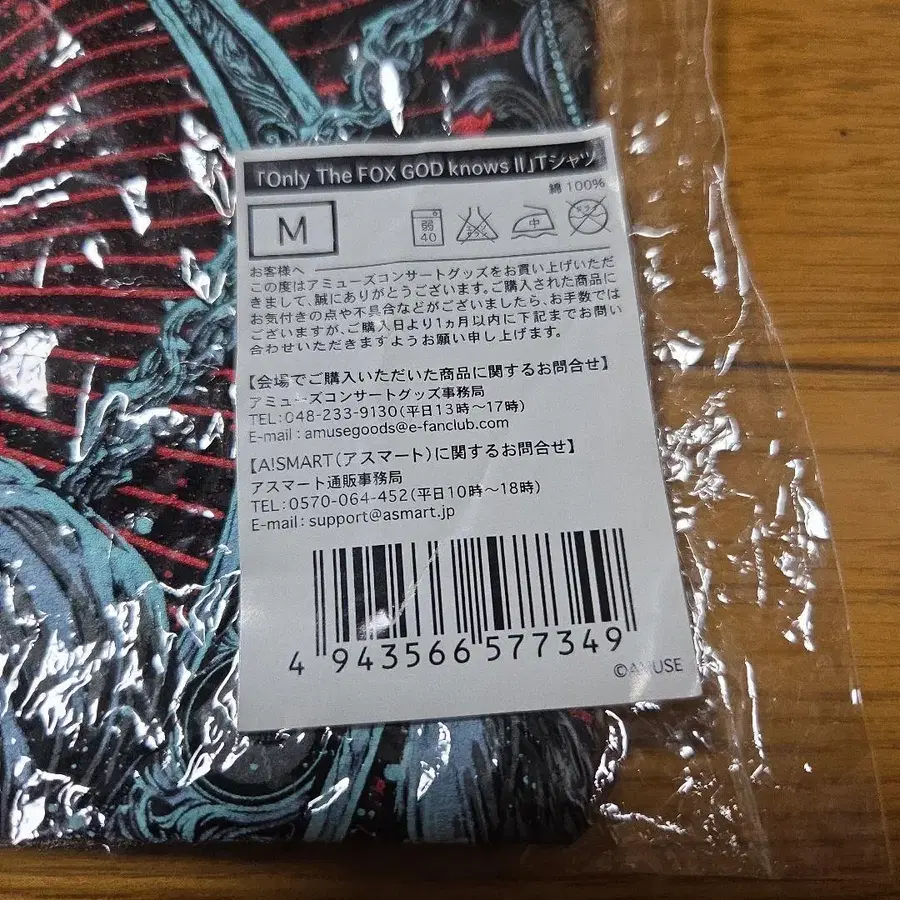 「Only The FOX GOD knows II」Tシャツ
綿 100%
M
弱
40
中
お客様へ
この度はアミューズコンサートグッズをお買い上げいただ
きまして、誠にありがとうございます。ご購入された商品に
お気付きの点や不具合などがございましたら、お手数では
ございますが、ご購入日より1ヵ月以内に下記までお問い
合わせいただきますようお願い申し上げます。
【会場でご購入いただいた商品に関するお問合せ】
アミューズコンサートグッズ事務局
TEL:048-233-9130(平日13時〜17時)
E-mail : amusegoods@e-fanclub.com
【A!SMART(アスマート)に関するお問合せ】
アスマート通販事務局
TEL:0570-064-452(平日10時〜18時)
E-mail : support@asmart.jp
4 943566 577349
©AMUSE